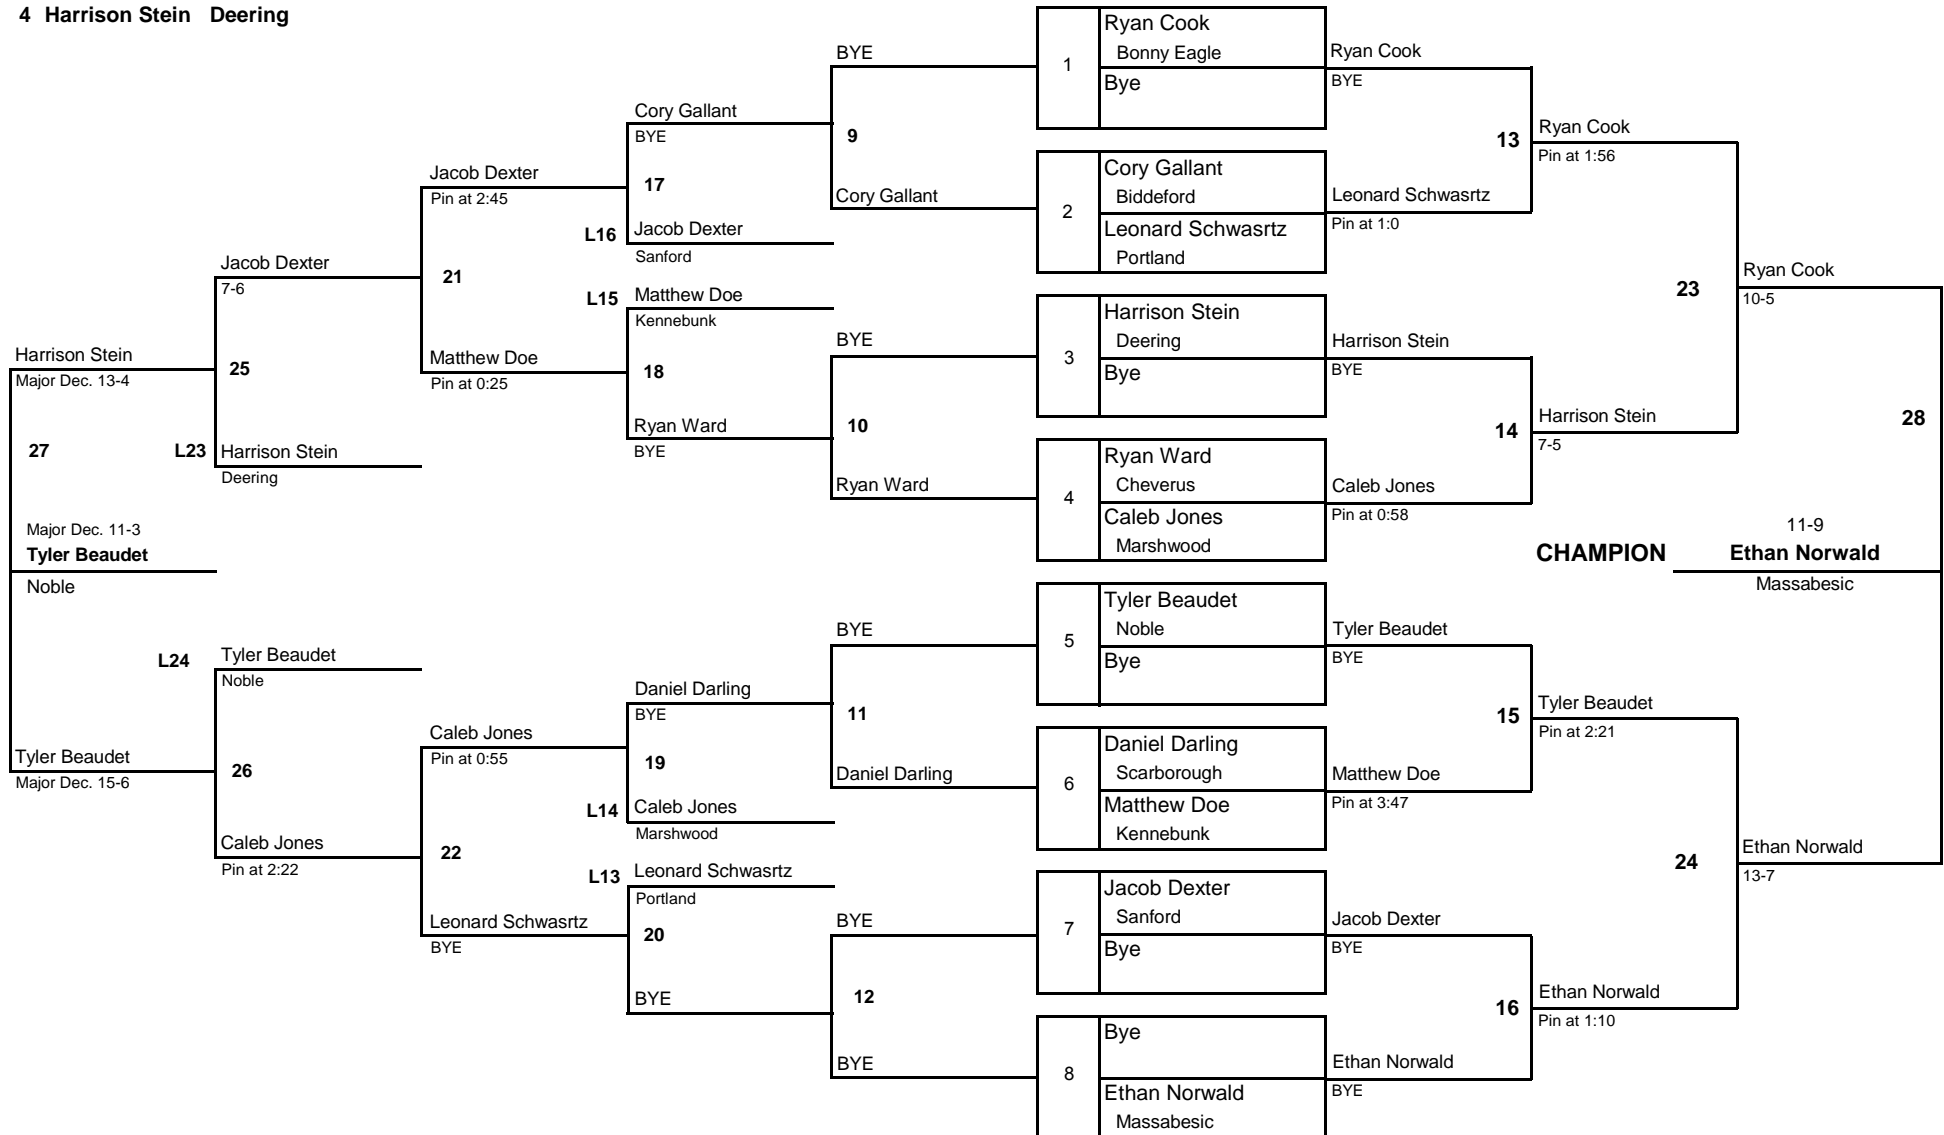 4 Harrison Stein Deering
Harrison Stein
Major Dec. 13-4
27
Major Dec. 11-3
Tyler Beaudet
Noble
Tyler Beaudet
Major Dec. 15-6
Jacob Dexter
7-6
25
L23 Harrison Stein
Deering
L24 Tyler Beaudet
Noble
26
Caleb Jones
Pin at 2:22
Jacob Dexter
Pin at 2:45
21
Matthew Doe
Pin at 0:25
Caleb Jones
Pin at 0:55
22
Leonard Schwasrtz
BYE
Cory Gallant
BYE
17
L16 Jacob Dexter
Sanford
L15 Matthew Doe
Kennebunk
18
Ryan Ward
BYE
Daniel Darling
BYE
19
L14 Caleb Jones
Marshwood
L13 Leonard Schwasrtz
Portland
20
BYE
BYE
9
Cory Gallant
BYE
10
Ryan Ward
BYE
11
Daniel Darling
BYE
12
BYE
1
Ryan Cook
Bonny Eagle
Bye
2
Cory Gallant
Biddeford
Leonard Schwasrtz
Portland
3
Harrison Stein
Deering
Bye
4
Ryan Ward
Cheverus
Caleb Jones
Marshwood
5
Tyler Beaudet
Noble
Bye
6
Daniel Darling
Scarborough
Matthew Doe
Kennebunk
7
Jacob Dexter
Sanford
Bye
8
Bye
Ethan Norwald
Massabesic
Ryan Cook
BYE
13
Leonard Schwasrtz
Pin at 1:0
Harrison Stein
BYE
14
Caleb Jones
Pin at 0:58
Tyler Beaudet
BYE
15
Matthew Doe
Pin at 3:47
Jacob Dexter
BYE
16
Ethan Norwald
BYE
Ryan Cook
Pin at 1:56
23
Harrison Stein
7-5
Tyler Beaudet
Pin at 2:21
24
Ethan Norwald
Pin at 1:10
Ryan Cook
10-5
28
11-9
CHAMPION Ethan Norwald
Massabesic
Ethan Norwald
13-7